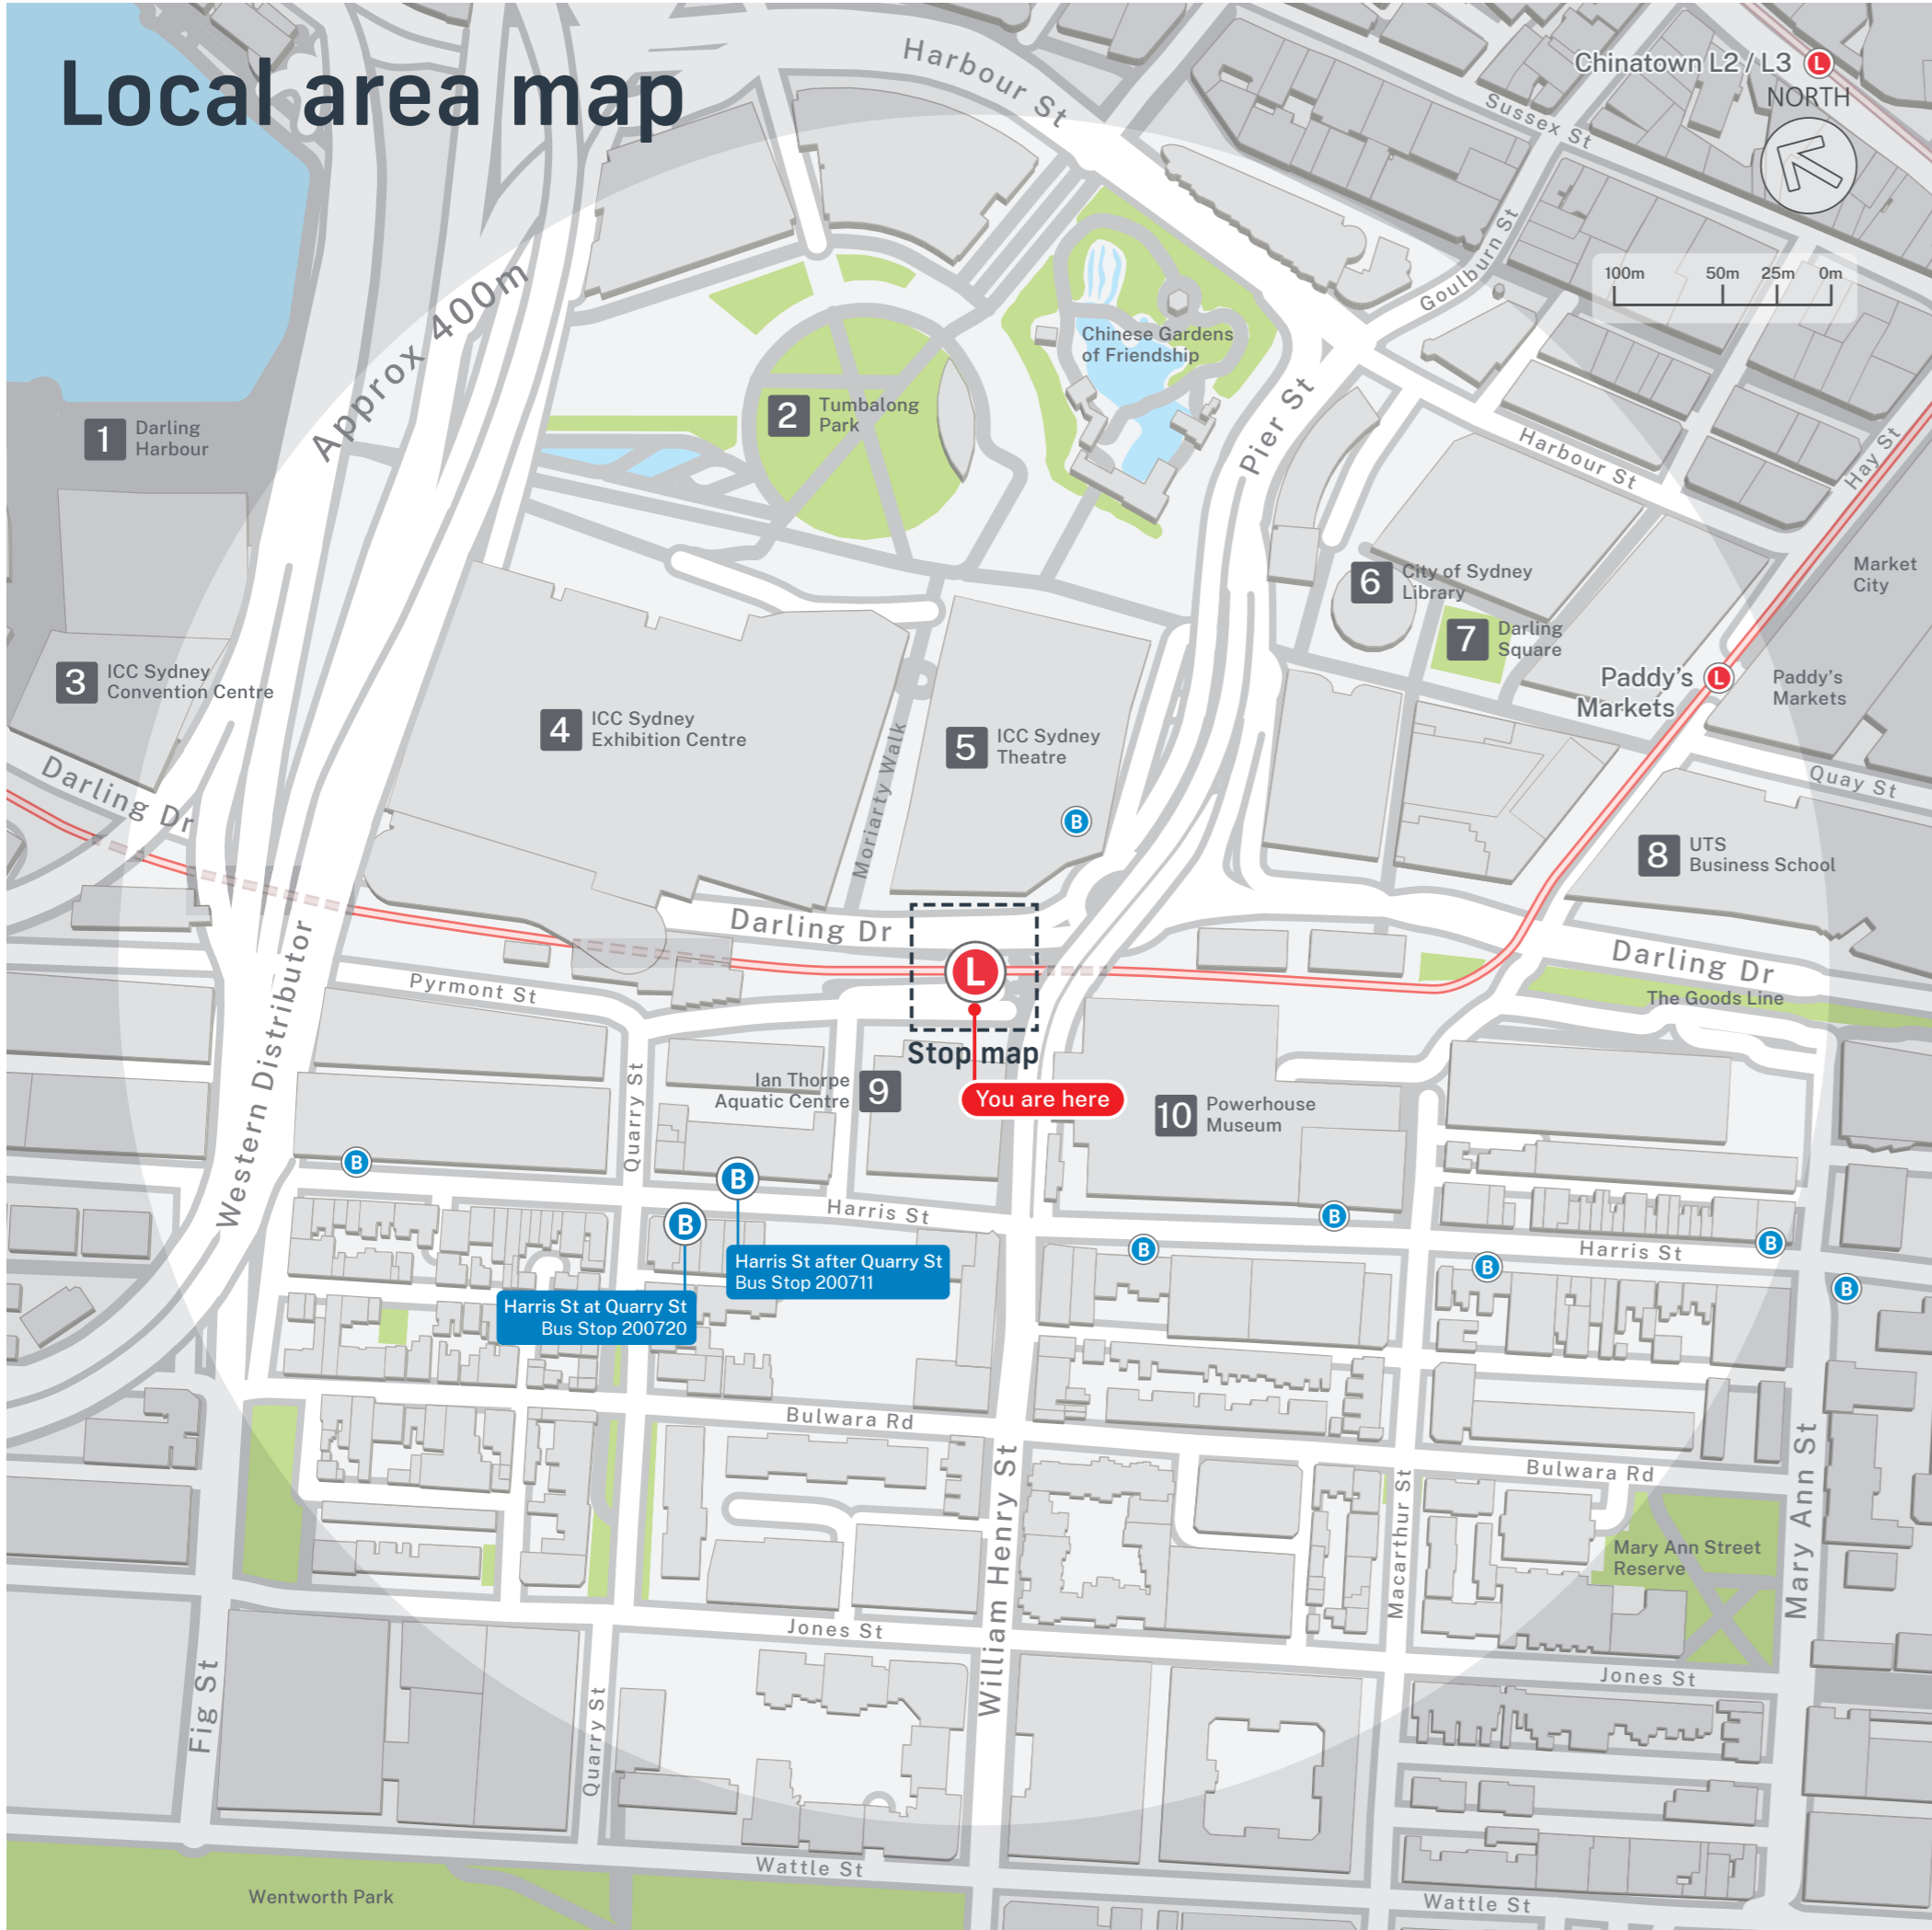 Local area map
Harbour St
Chinatown L2 / L3
L
NORTH
Sussex St
Goulburn St
100m 50m 25m 0m
Approx 400m
Chinese Gardens
of Friendship
Pier St
1
Darling
Harbour
2
Tumbalong
Park
Harbour St
Hay St
Market
City
6
City of Sydney
Library
7
Darling
Square
Paddy's
Markets
L
Paddy's
Markets
3
ICC Sydney
Convention Centre
4
ICC Sydney
Exhibition Centre
Moriarty Walk
5
ICC Sydney
Theatre
B
Quay St
8
UTS
Business School
Darling Dr
Darling Dr
Darling Dr
The Goods Line
L
Pyrmont St
Western Distributor
Stop map
You are here
Quarry St
Ian Thorpe
Aquatic Centre
9
10
Powerhouse
Museum
B
B
B
Harris St
B
B
B
B
B
Harris St
Harris St after Quarry St
Bus Stop 200711
Harris St at Quarry St
Bus Stop 200720
Bulwara Rd
William Henry St
Bulwara Rd
Macarthur St
Mary Ann St
Mary Ann Street
Reserve
Jones St
Jones St
Fig St
Quarry St
Wattle St
Wattle St
Wentworth Park